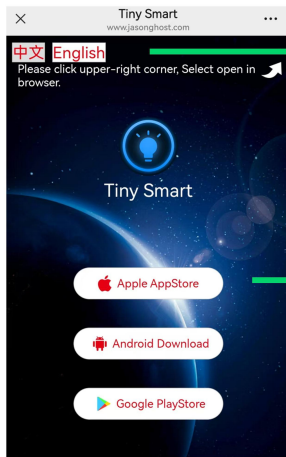 Tiny Smart
www.jasonghost.com
中文 English
Please click upper-right corner, Select open in
browser.
Tiny Smart
Apple AppStore
Android Download
Google PlayStore